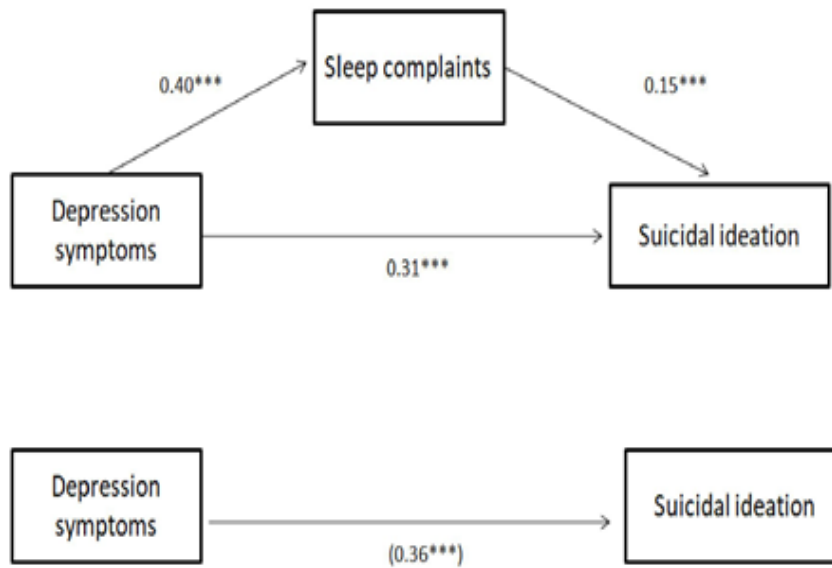 Sleep complaints
0.40***
0.15***
Depression
symptoms
Suicidal ideation
0.31***
Depression
symptoms
Suicidal ideation
(0.36***)